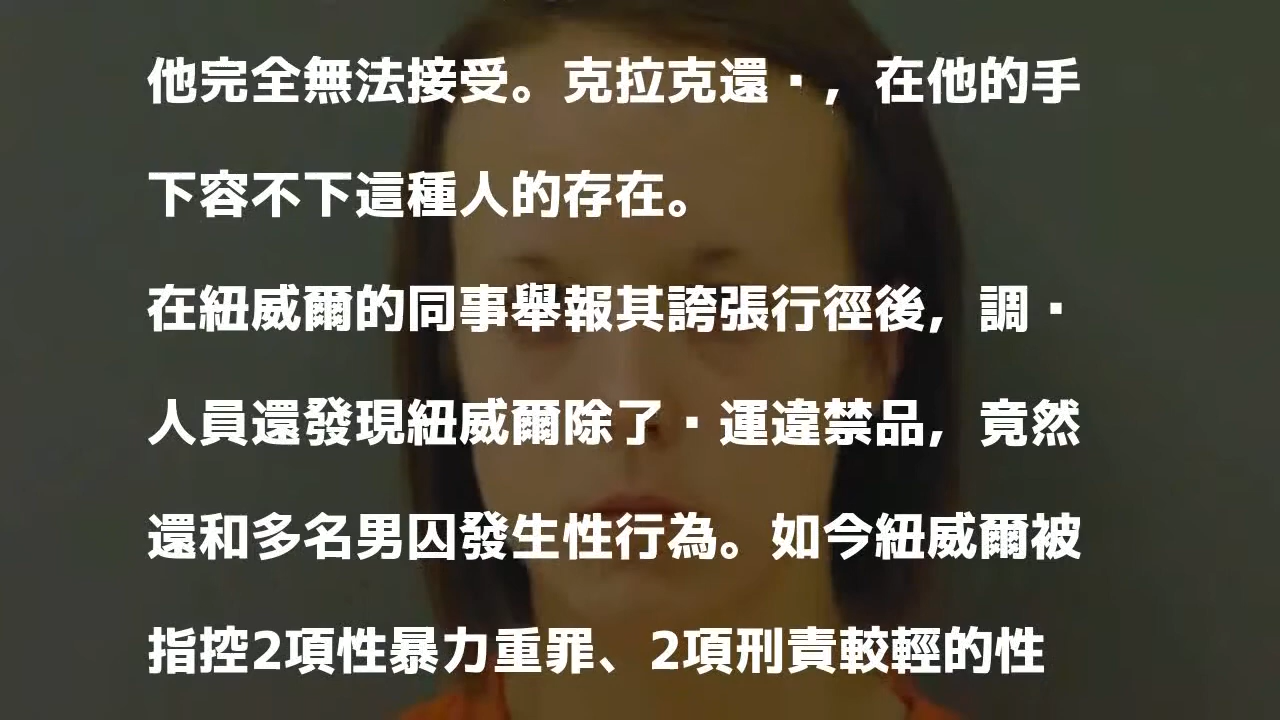 他完全無法接受。克拉克還·，在他的手
下容不下這種人的存在。
在紐威爾的同事舉報其誇張行徑後，調·
人員還發現紐威爾除了·運違禁品，竟然
還和多名男囚發生性行為。如今紐威爾被
指控2項性暴力重罪、2項刑責較輕的性